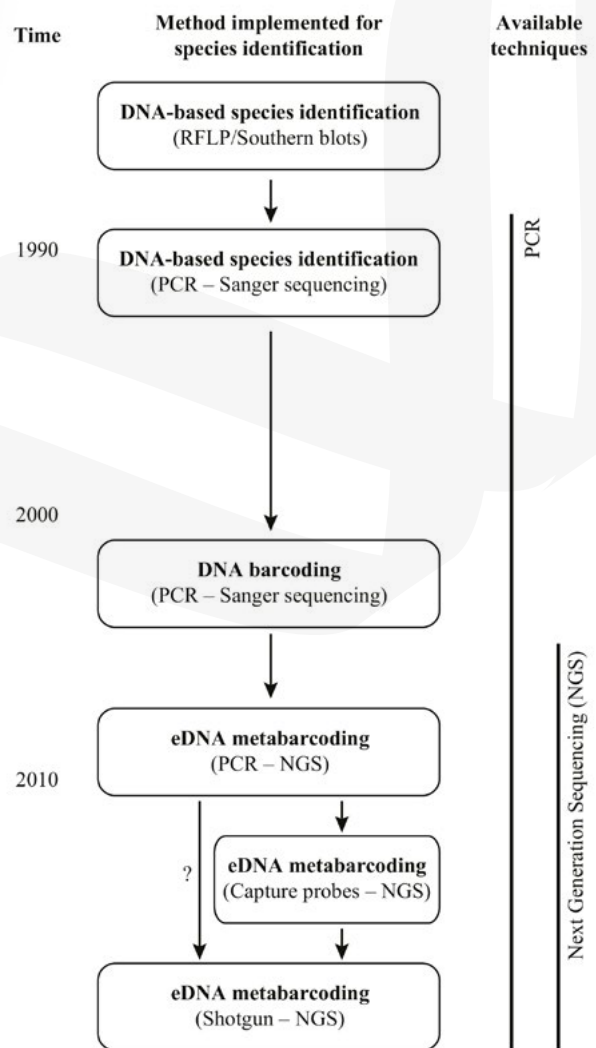 Time
Method implemented for
species identification
Available
techniques
DNA-based species identification
(RFLP/Southern blots)
1990
DNA-based species identification
(PCR – Sanger sequencing)
PCR
2000
DNA barcoding
(PCR – Sanger sequencing)
Next Generation Sequencing (NGS)
eDNA metabarcoding
(PCR – NGS)
2010
?
eDNA metabarcoding
(Capture probes – NGS)
eDNA metabarcoding
(Shotgun – NGS)